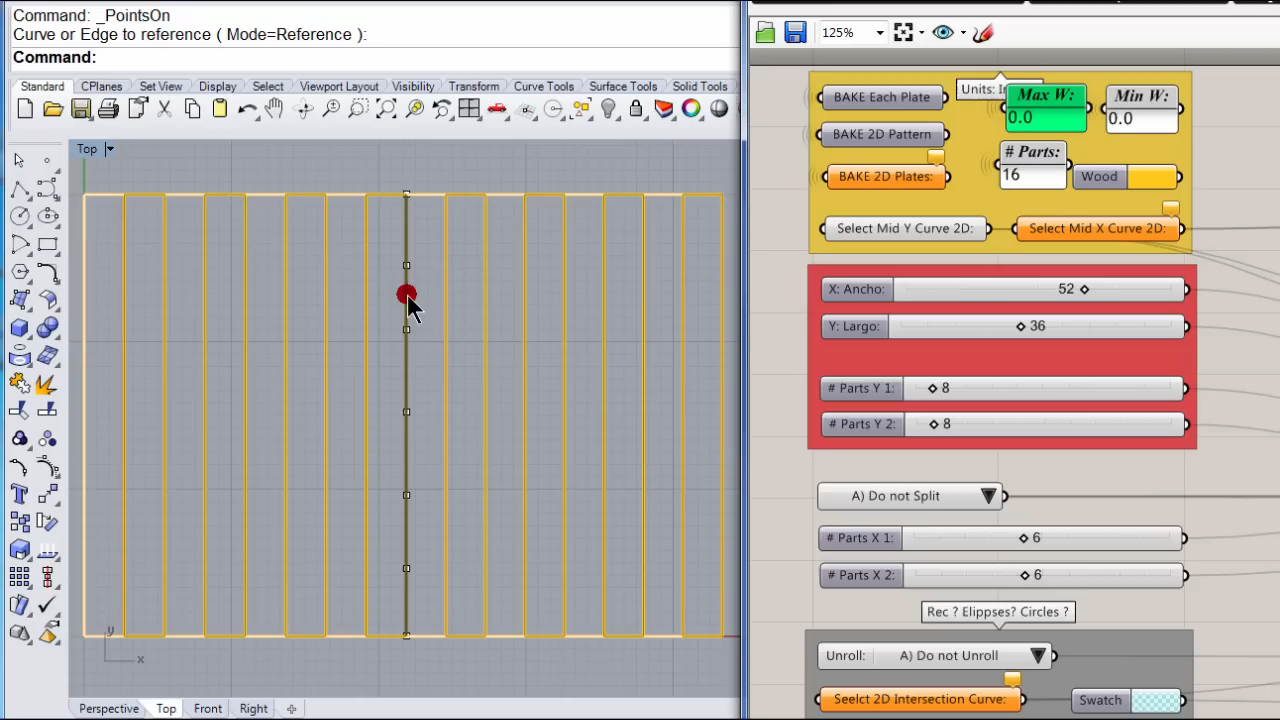 Command: _PointsOn
Curve or Edge to reference ( Mode=Reference ):
Command:
Standard CPlanes Set View Display Select Viewport Layout Visibility Transform Curve Tools Surface Tools Solid Tools
Top
y
x
Perspective Top Front Right
125%
BAKE Each Plate
Max W:
0.0
Min W:
0.0
BAKE 2D Pattern
# Parts:
16
BAKE 2D Plates:
Wood
Select Mid Y Curve 2D:
Select Mid X Curve 2D:
X: Ancho: 52
Y: Largo: 36
# Parts Y 1: 8
# Parts Y 2: 8
A) Do not Split
# Parts X 1: 6
# Parts X 2: 6
Rec ? Elippses? Circles ?
Unroll: A) Do not Unroll
Seelct 2D Intersection Curve:
Swatch